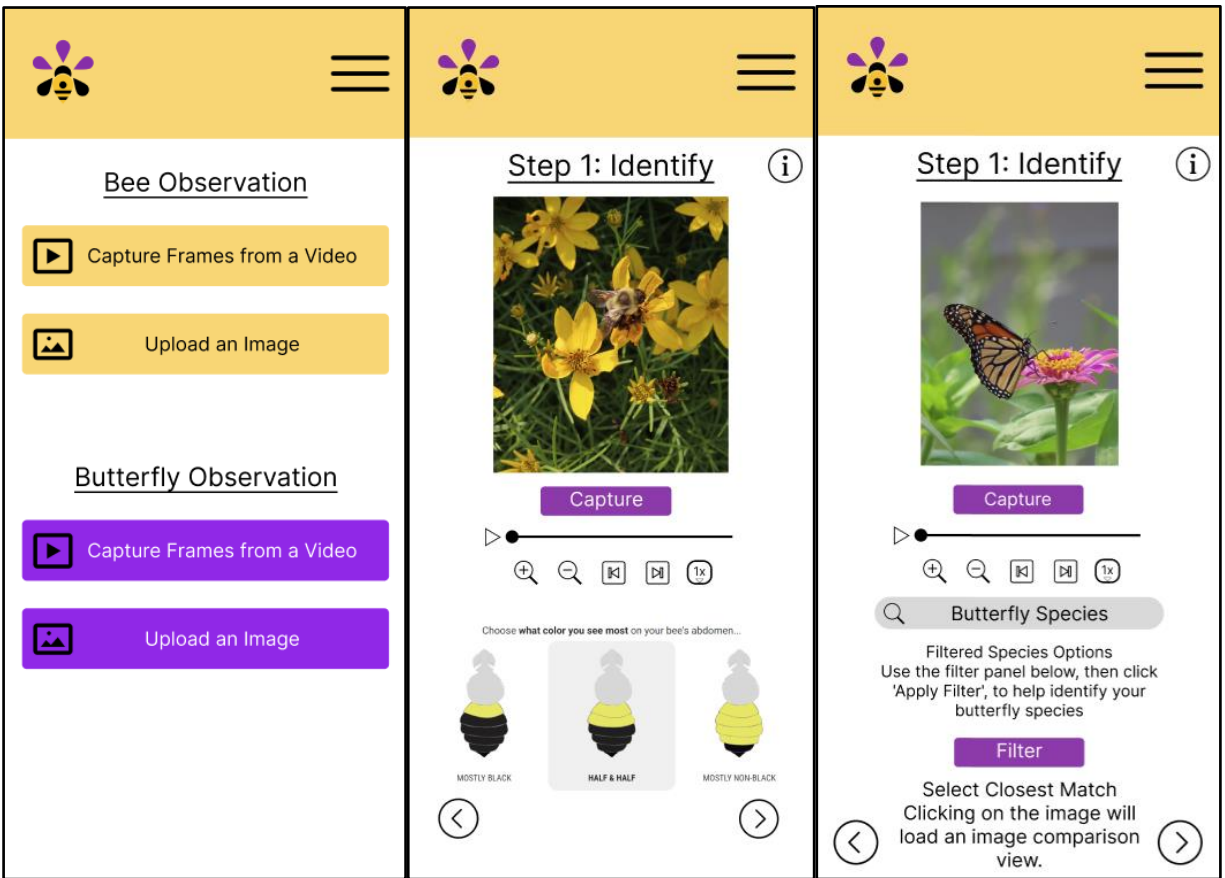 Bee Observation
Capture Frames from a Video
Upload an Image
Butterfly Observation
Capture Frames from a Video
Upload an Image
Step 1: Identify
i
Capture
1x
Choose what color you see most on your bee's abdomen...
MOSTLY BLACK
HALF & HALF
MOSTLY NON-BLACK
Step 1: Identify
i
Capture
1x
Butterfly Species
Filtered Species Options
Use the filter panel below, then click
'Apply Filter', to help identify your
butterfly species
Filter
Select Closest Match
Clicking on the image will
load an image comparison
view.